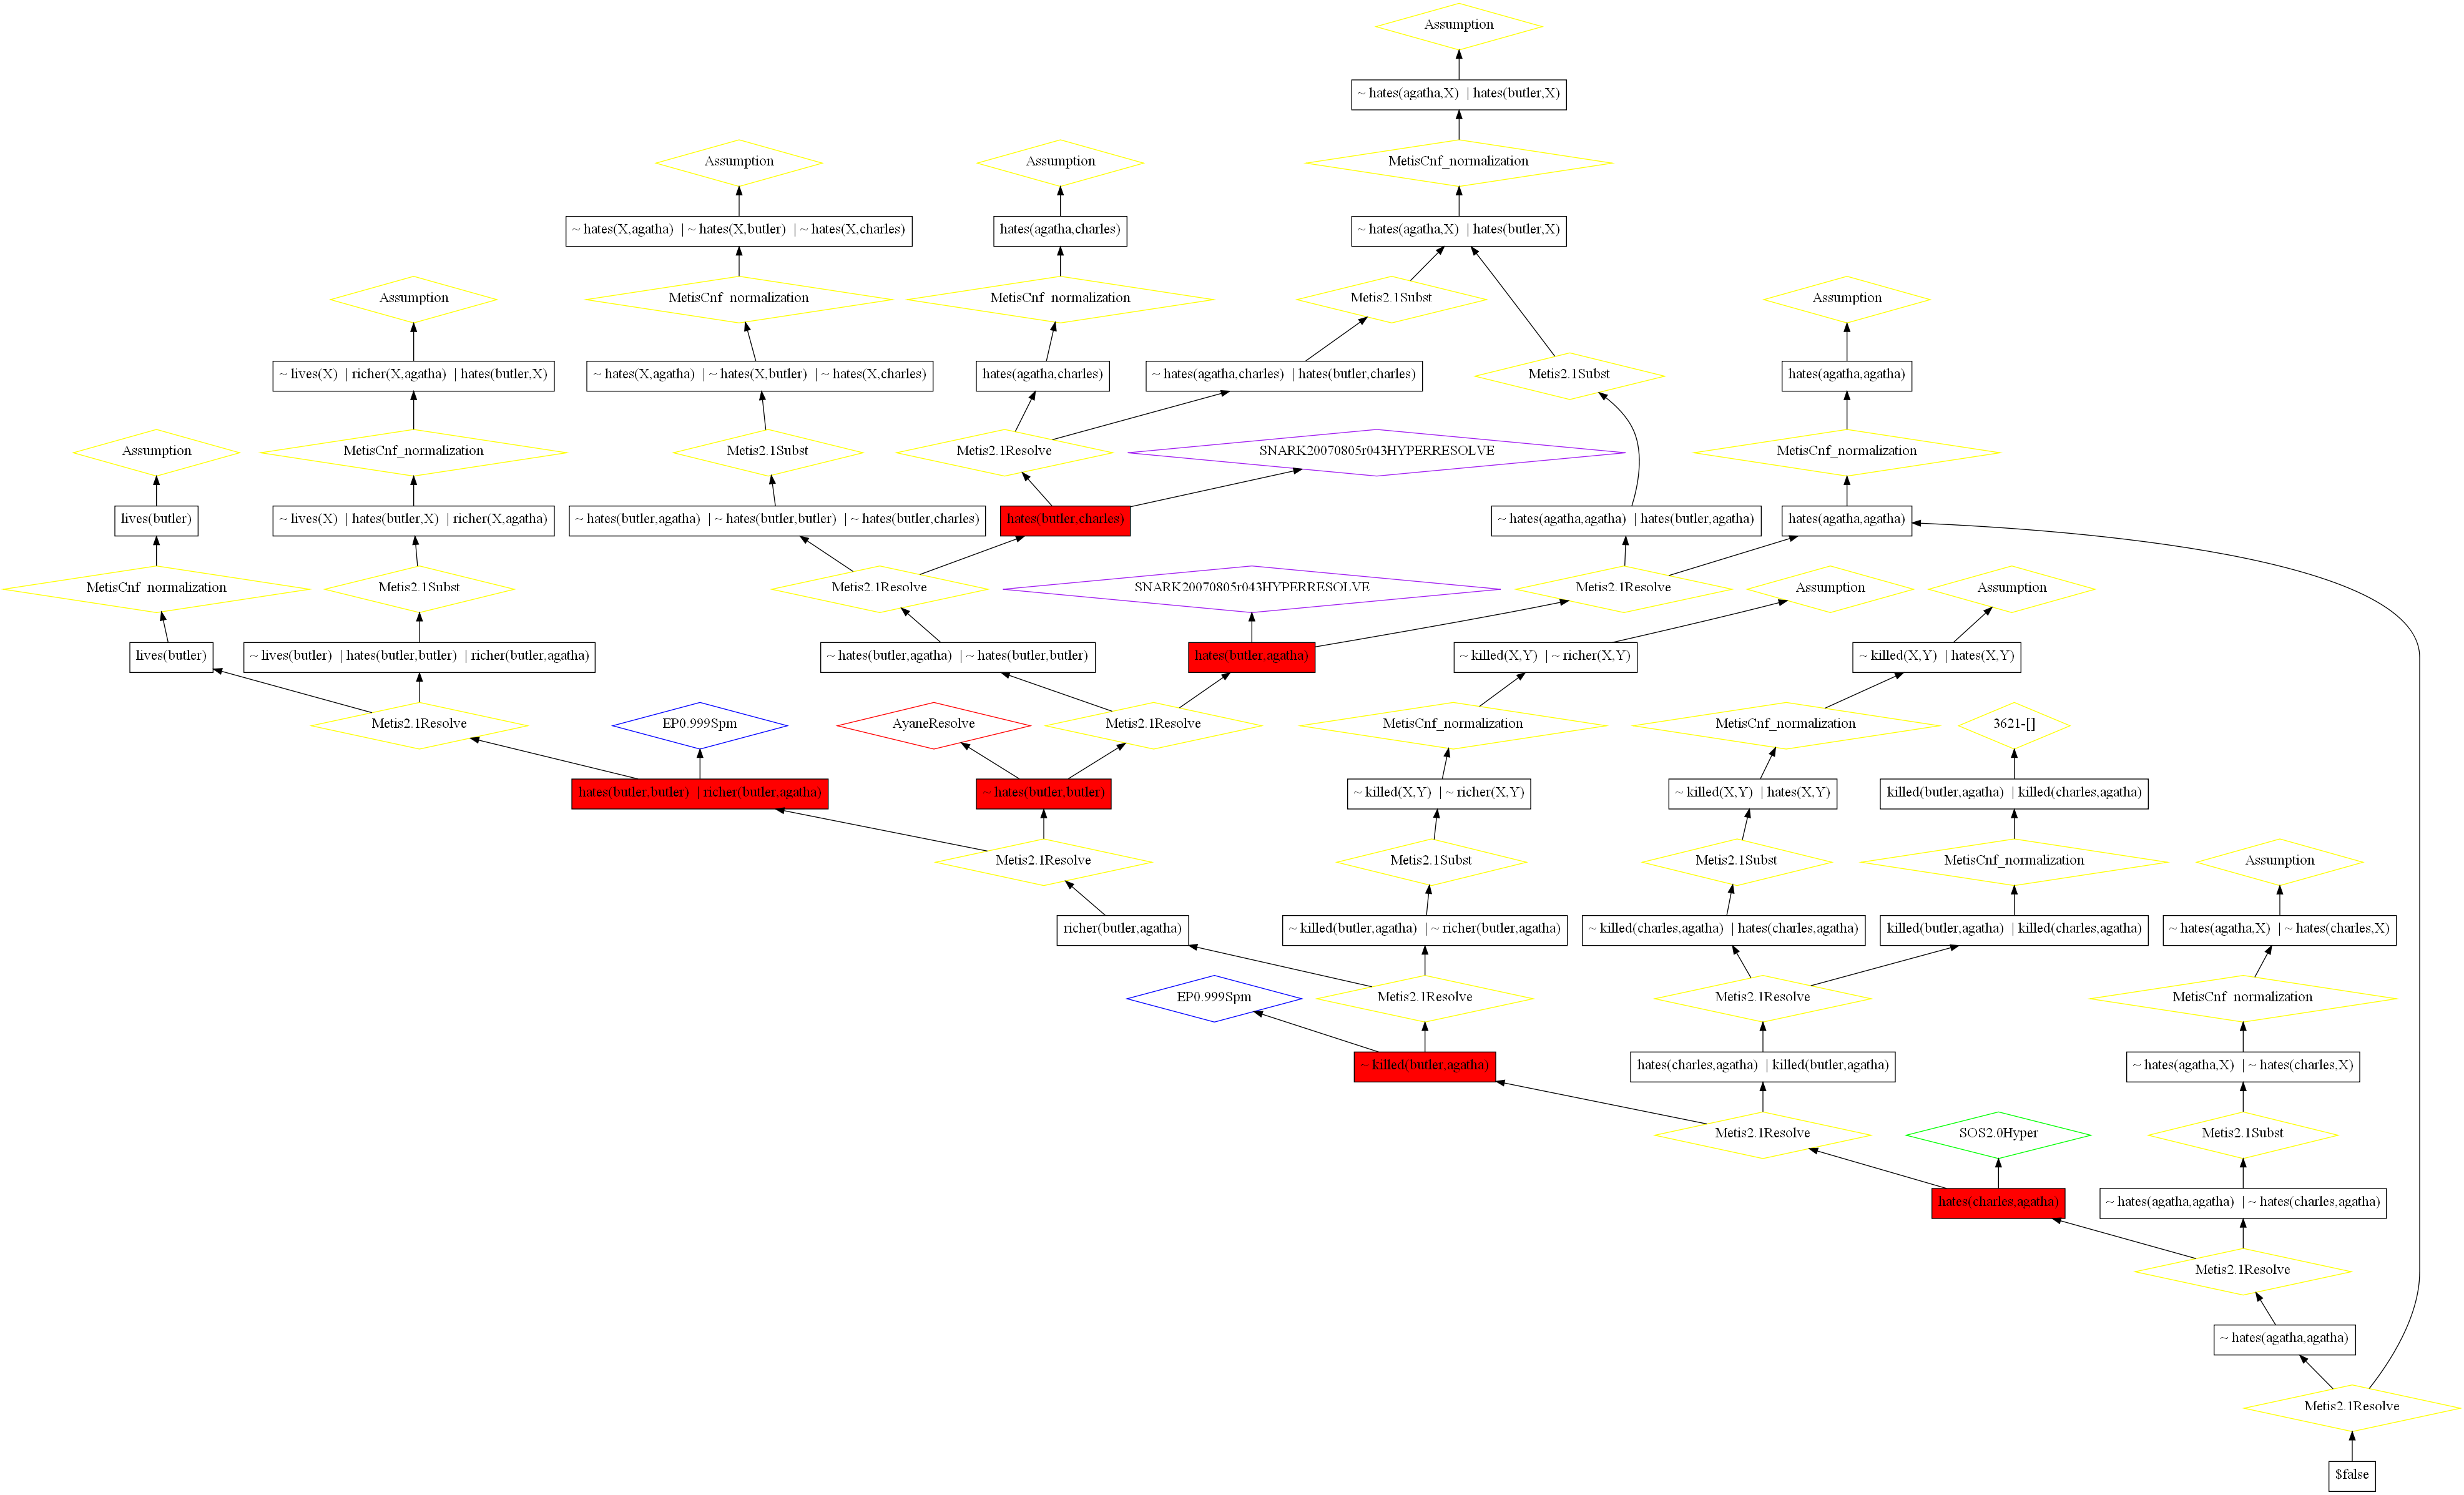 Assumption
~ hates(agatha,X) | hates(butler,X)
Assumption
Assumption
MetisCnf_normalization
~ hates(X,agatha) | ~ hates(X,butler) | ~ hates(X,charles)
hates(agatha,charles)
~ hates(agatha,X) | hates(butler,X)
Assumption
MetisCnf_normalization
MetisCnf_normalization
Metis2.1Subst
Assumption
~ lives(X) | richer(X,agatha) | hates(butler,X)
~ hates(X,agatha) | ~ hates(X,butler) | ~ hates(X,charles)
hates(agatha,charles)
~ hates(agatha,charles) | hates(butler,charles)
Metis2.1Subst
hates(agatha,agatha)
Assumption
MetisCnf_normalization
Metis2.1Subst
Metis2.1Resolve
SNARK20070805r043HYPERRESOLVE
MetisCnf_normalization
lives(butler)
~ lives(X) | hates(butler,X) | richer(X,agatha)
~ hates(butler,agatha) | ~ hates(butler,butler) | ~ hates(butler,charles)
hates(butler,charles)
~ hates(agatha,agatha) | hates(butler,agatha)
hates(agatha,agatha)
MetisCnf_normalization
Metis2.1Subst
Metis2.1Resolve
SNARK20070805r043HYPERRESOLVE
Metis2.1Resolve
Assumption
Assumption
lives(butler)
~ lives(butler) | hates(butler,butler) | richer(butler,agatha)
~ hates(butler,agatha) | ~ hates(butler,butler)
hates(butler,agatha)
~ killed(X,Y) | ~ richer(X,Y)
~ killed(X,Y) | hates(X,Y)
Metis2.1Resolve
EP0.999Spm
AyaneResolve
Metis2.1Resolve
MetisCnf_normalization
MetisCnf_normalization
3621-[]
hates(butler,butler) | richer(butler,agatha)
~ hates(butler,butler)
~ killed(X,Y) | ~ richer(X,Y)
~ killed(X,Y) | hates(X,Y)
killed(butler,agatha) | killed(charles,agatha)
Metis2.1Resolve
Metis2.1Subst
Metis2.1Subst
MetisCnf_normalization
Assumption
richer(butler,agatha)
~ killed(butler,agatha) | ~ richer(butler,agatha)
~ killed(charles,agatha) | hates(charles,agatha)
killed(butler,agatha) | killed(charles,agatha)
~ hates(agatha,X) | ~ hates(charles,X)
EP0.999Spm
Metis2.1Resolve
Metis2.1Resolve
MetisCnf_normalization
~ killed(butler,agatha)
hates(charles,agatha) | killed(butler,agatha)
~ hates(agatha,X) | ~ hates(charles,X)
Metis2.1Resolve
SOS2.0Hyper
Metis2.1Subst
hates(charles,agatha)
~ hates(agatha,agatha) | ~ hates(charles,agatha)
Metis2.1Resolve
~ hates(agatha,agatha)
Metis2.1Resolve
$false